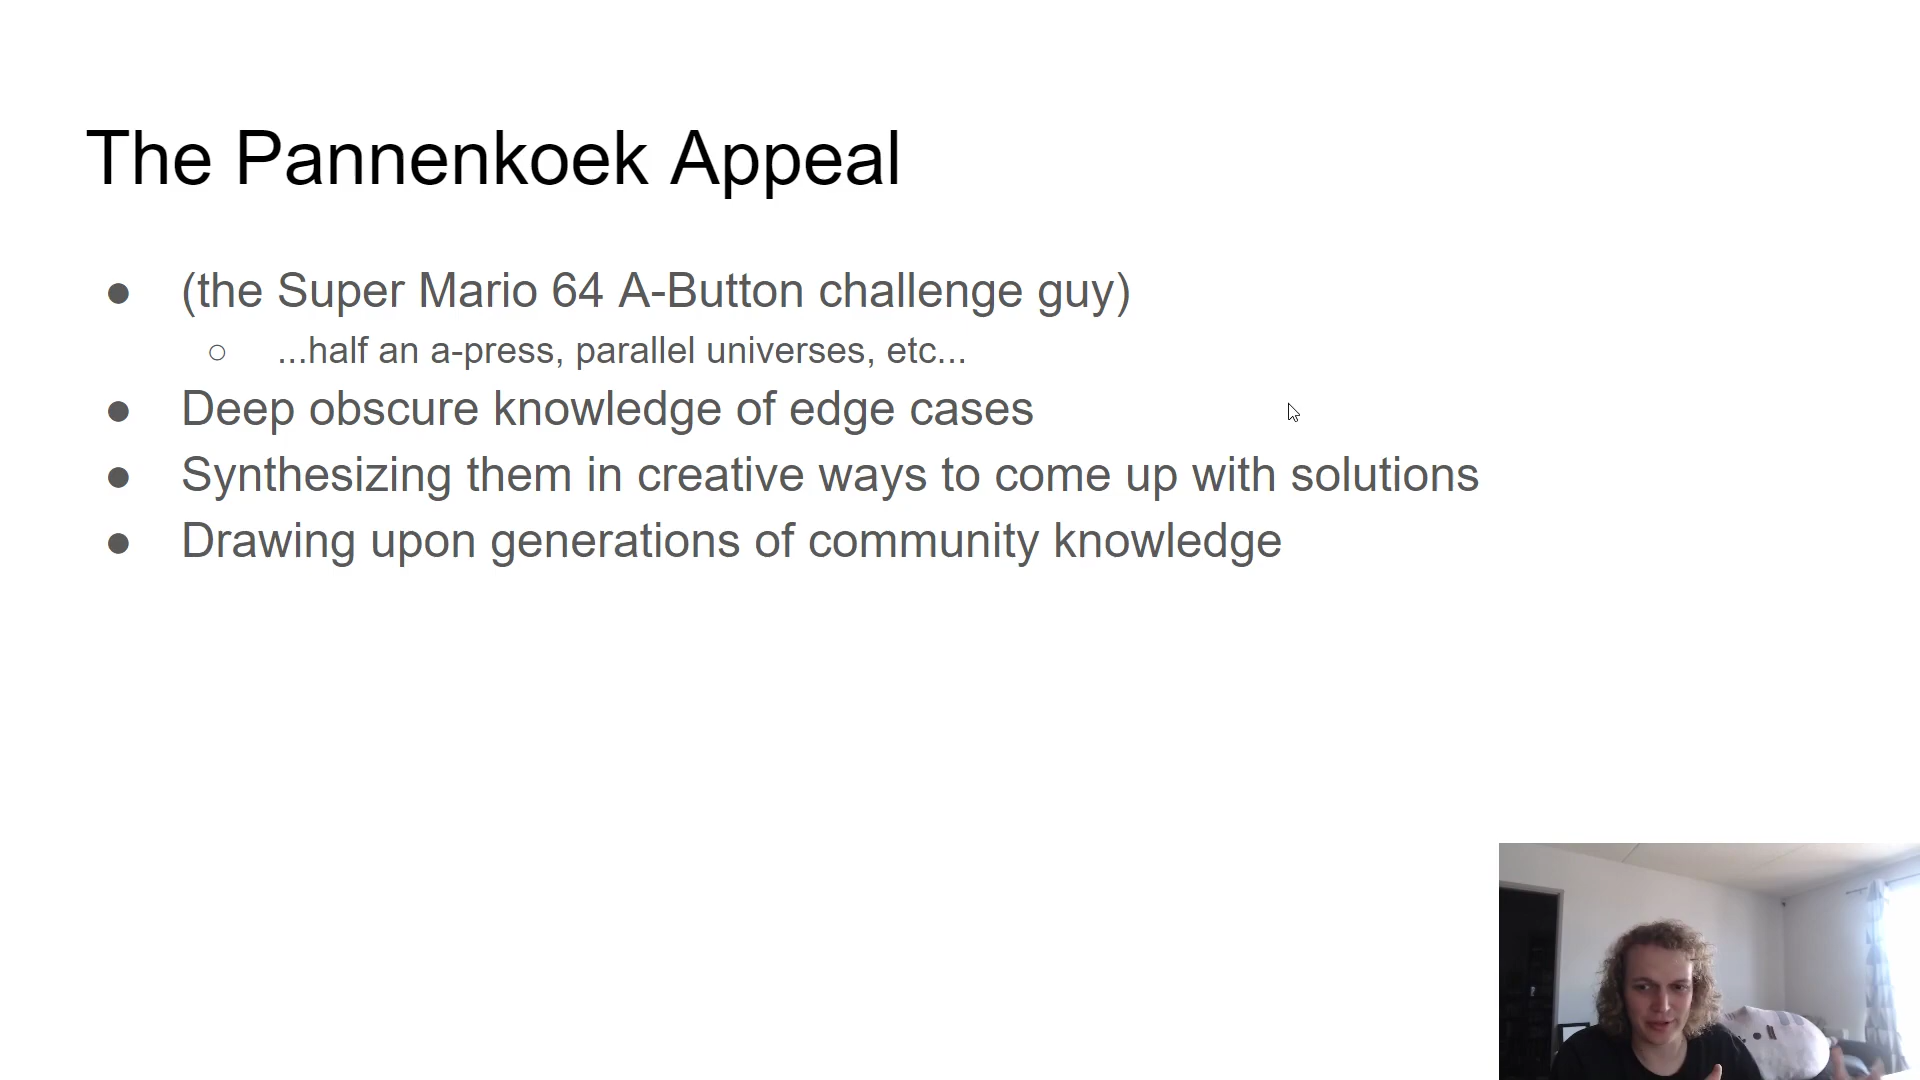 The Pannenkoek Appeal
● (the Super Mario 64 A-Button challenge guy)
○ ...half an a-press, parallel universes, etc...
● Deep obscure knowledge of edge cases
● Synthesizing them in creative ways to come up with solutions
● Drawing upon generations of community knowledge